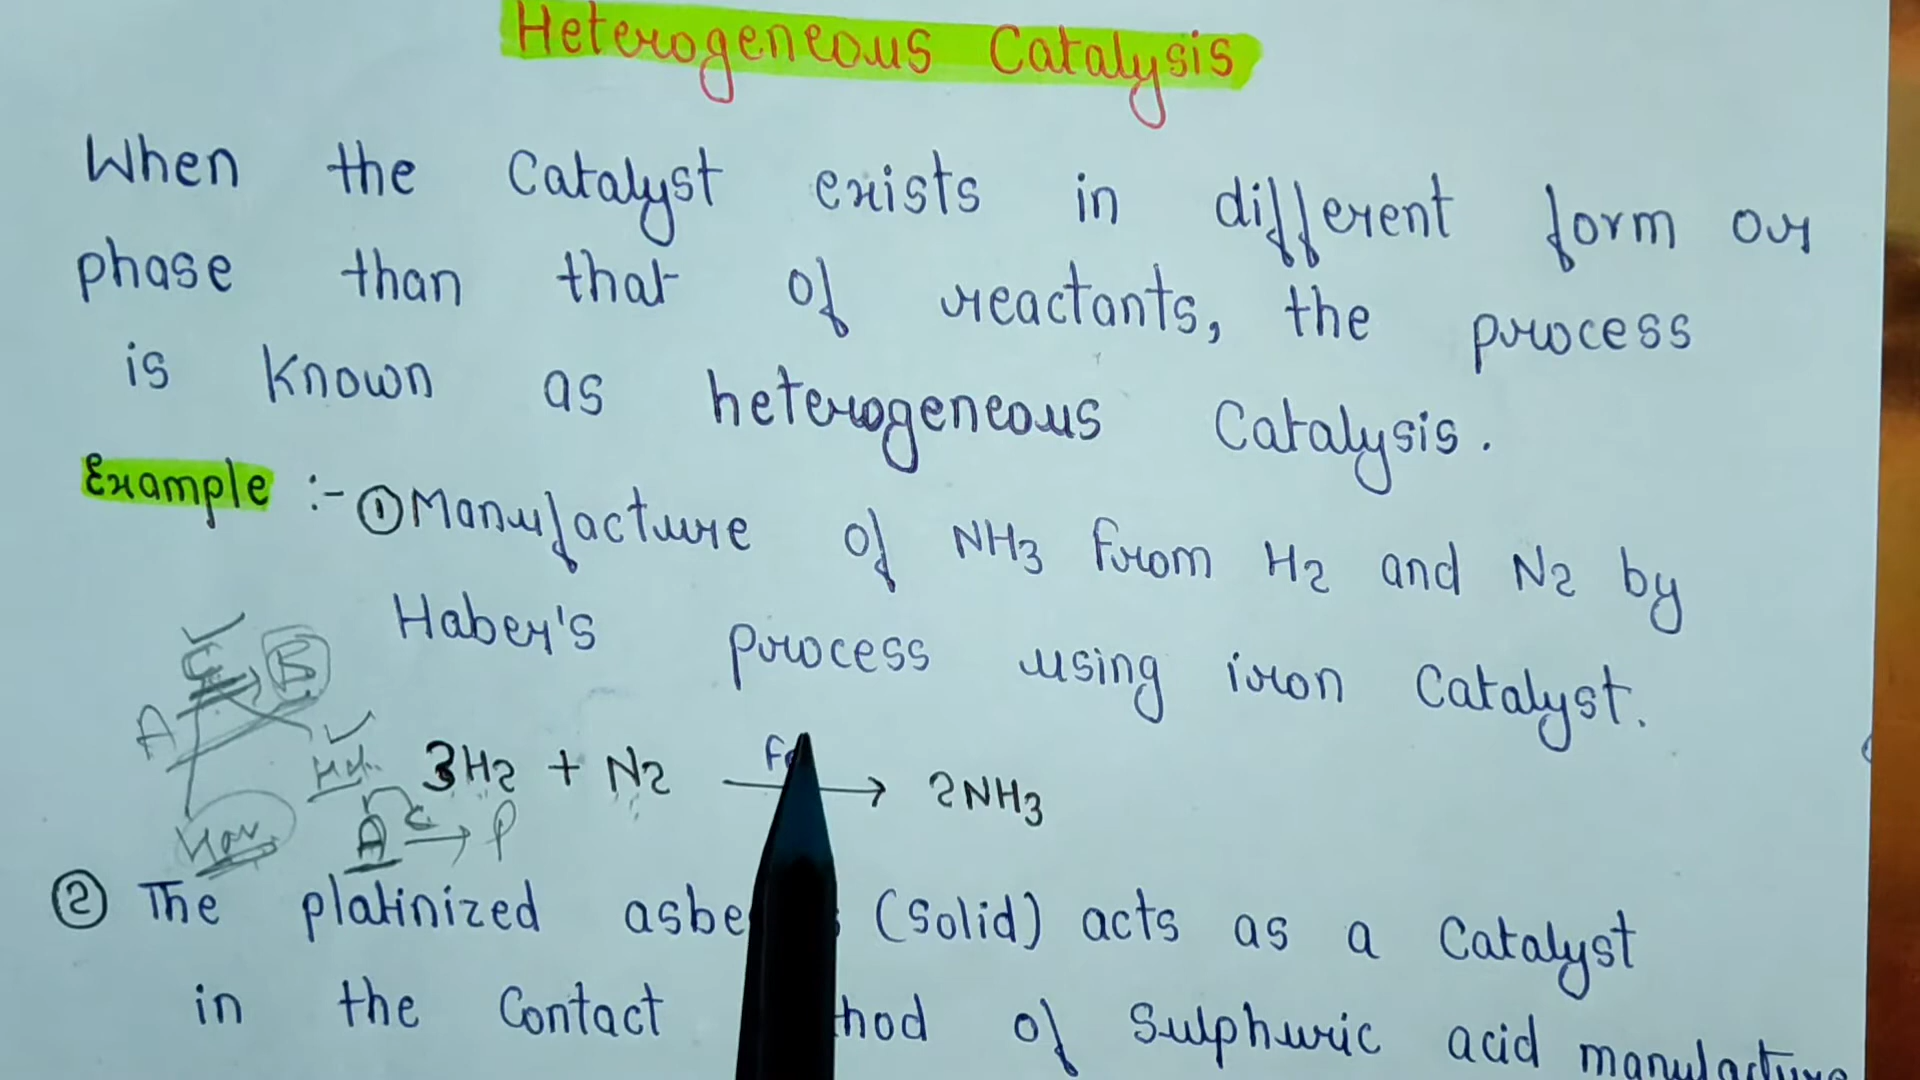 Heterogeneous Catalysis
When the Catalyst exists in different form or
phase than that of reactants, the process
is known as heterogeneous Catalysis.
Example :- ① Manufacture of NH3 from H2 and N2 by
Haber's process using iron Catalyst.
C B
A
3H2 + N2 → 2NH3
A C → P
② The platinized (Solid) acts as a Catalyst
in the Contact of Sulphuric acid manufacture